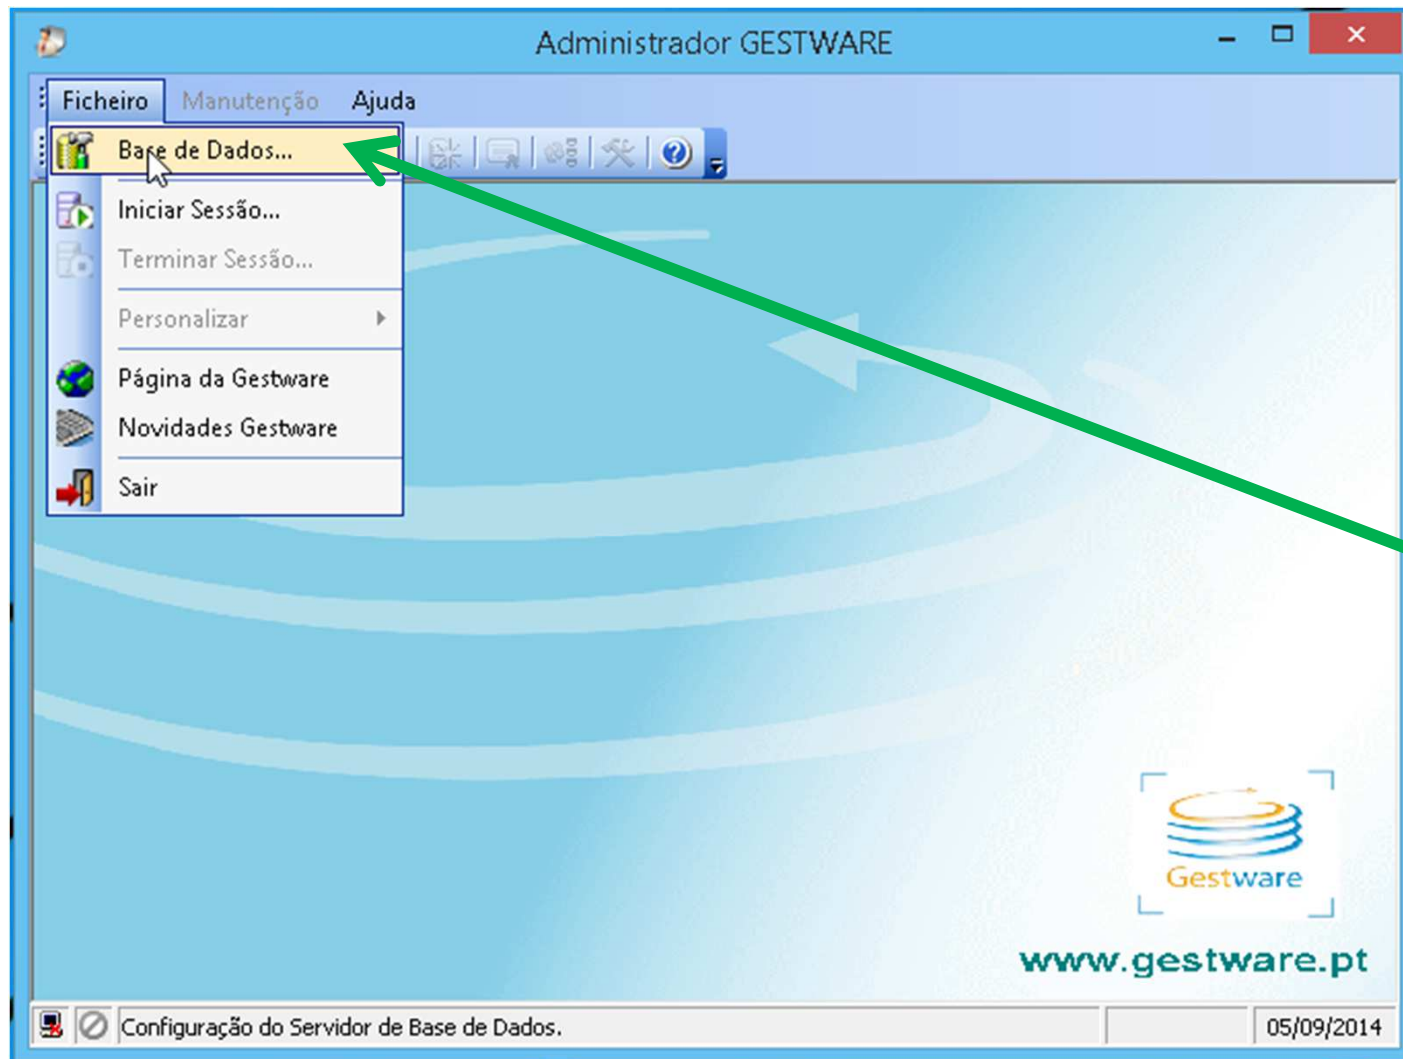 Administrador GESTWARE
Ficheiro Manutenção Ajuda
Base de Dados...
Iniciar Sessão...
Terminar Sessão...
Personalizar
Página da Gestware
Novidades Gestware
Sair
Gestware
www.gestware.pt
Configuração do Servidor de Base de Dados. 05/09/2014